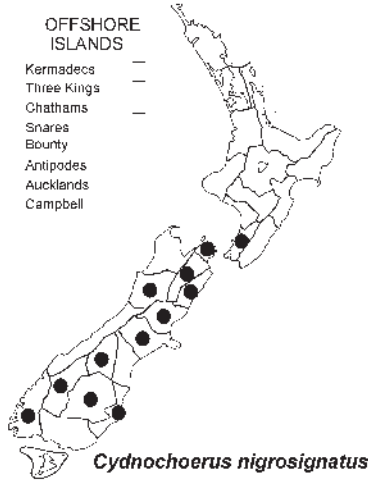 OFFSHORE
ISLANDS
Kermadecs
Three Kings
Chathams
Snares
Bounty
Antipodes
Aucklands
Campbell
Cydnochoerus nigrosignatus